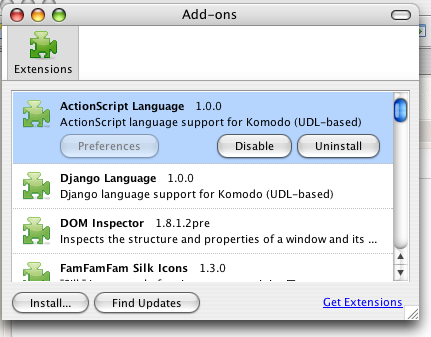 Add-ons
Extensions
ActionScript Language 1.0.0
ActionScript language support for Komodo (UDL-based)
Preferences Disable Uninstall
Django Language 1.0.0
Django language support for Komodo (UDL-based)
DOM Inspector 1.8.1.2pre
Inspects the structure and properties of a window and its ...
FamFamFam Silk Icons 1.3.0
Install... Find Updates Get Extensions